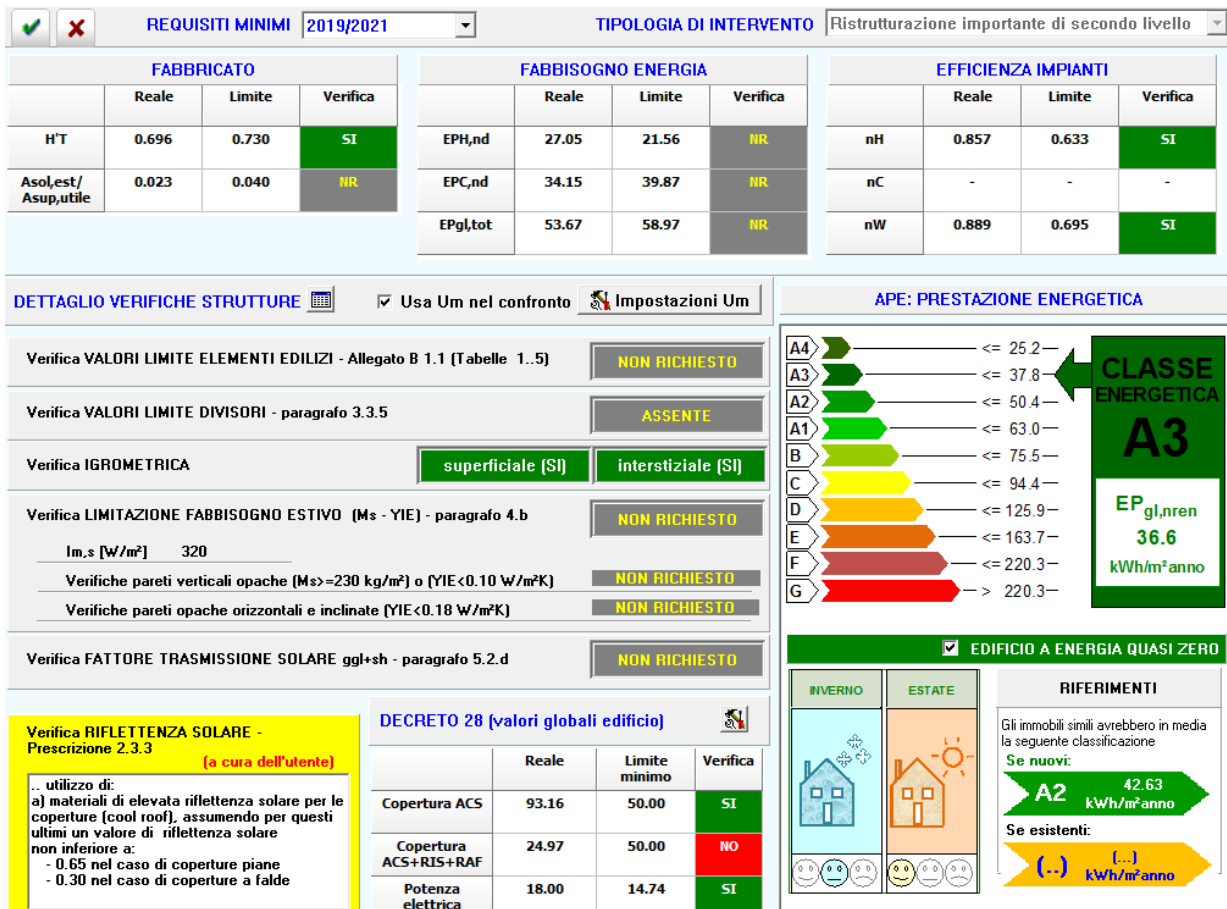 REQUISITI MINIMI 2019/2021 TIPOLOGIA DI INTERVENTO Ristrutturazione importante di secondo livello
FABBRICATO
Reale Limite Verifica
H'T 0.696 0.730 SI
Asol,est/ Asup,utile 0.023 0.040 NR
FABBISOGNO ENERGIA
Reale Limite Verifica
EPH,nd 27.05 21.56 NR
EPC,nd 34.15 39.87 NR
EPgl,tot 53.67 58.97 NR
EFFICIENZA IMPIANTI
Reale Limite Verifica
nH 0.857 0.633 SI
nC - - -
nW 0.889 0.695 SI
DETTAGLIO VERIFICHE STRUTTURE Usa Um nel confronto Impostazioni Um
Verifica VALORI LIMITE ELEMENTI EDILIZI - Allegato B 1.1 (Tabelle 1..5) NON RICHIESTO
Verifica VALORI LIMITE DIVISORI - paragrafo 3.3.5 ASSENTE
Verifica IGROMETRICA superficiale (SI) interstiziale (SI)
Verifica LIMITAZIONE FABBISOGNO ESTIVO (Ms - YIE) - paragrafo 4.b NON RICHIESTO
Im,s [W/m²] 320
Verifiche pareti verticali opache (Ms>=230 kg/m²) o (YIE<0.10 W/m²K) NON RICHIESTO
Verifiche pareti opache orizzontali e inclinate (YIE<0.18 W/m²K) NON RICHIESTO
Verifica FATTORE TRASMISSIONE SOLARE ggl+sh - paragrafo 5.2.d NON RICHIESTO
Verifica RIFLETTENZA SOLARE -
Prescrizione 2.3.3
(a cura dell'utente)
.. utilizzo di:
a) materiali di elevata riflettenza solare per le
coperture (cool roof), assumendo per questi
ultimi un valore di riflettenza solare
non inferiore a:
- 0.65 nel caso di coperture piane
- 0.30 nel caso di coperture a falde
DECRETO 28 (valori globali edificio)
Reale Limite minimo Verifica
Copertura ACS 93.16 50.00 SI
Copertura ACS+RIS+RAF 24.97 50.00 NO
Potenza elettrica 18.00 14.74 SI
APE: PRESTAZIONE ENERGETICA
A4 <= 25.2
A3 <= 37.8
A2 <= 50.4
A1 <= 63.0
B <= 75.5
C <= 94.4
D <= 125.9
E <= 163.7
F <= 220.3
G > 220.3
CLASSE
ENERGETICA
A3
EPgl,nren
36.6
kWh/m²anno
EDIFICIO A ENERGIA QUASI ZERO
INVERNO ESTATE
RIFERIMENTI
Gli immobili simili avrebbero in media
la seguente classificazione
Se nuovi:
A2 42.63
kWh/m²anno
Se esistenti:
(..) (...)
kWh/m²anno